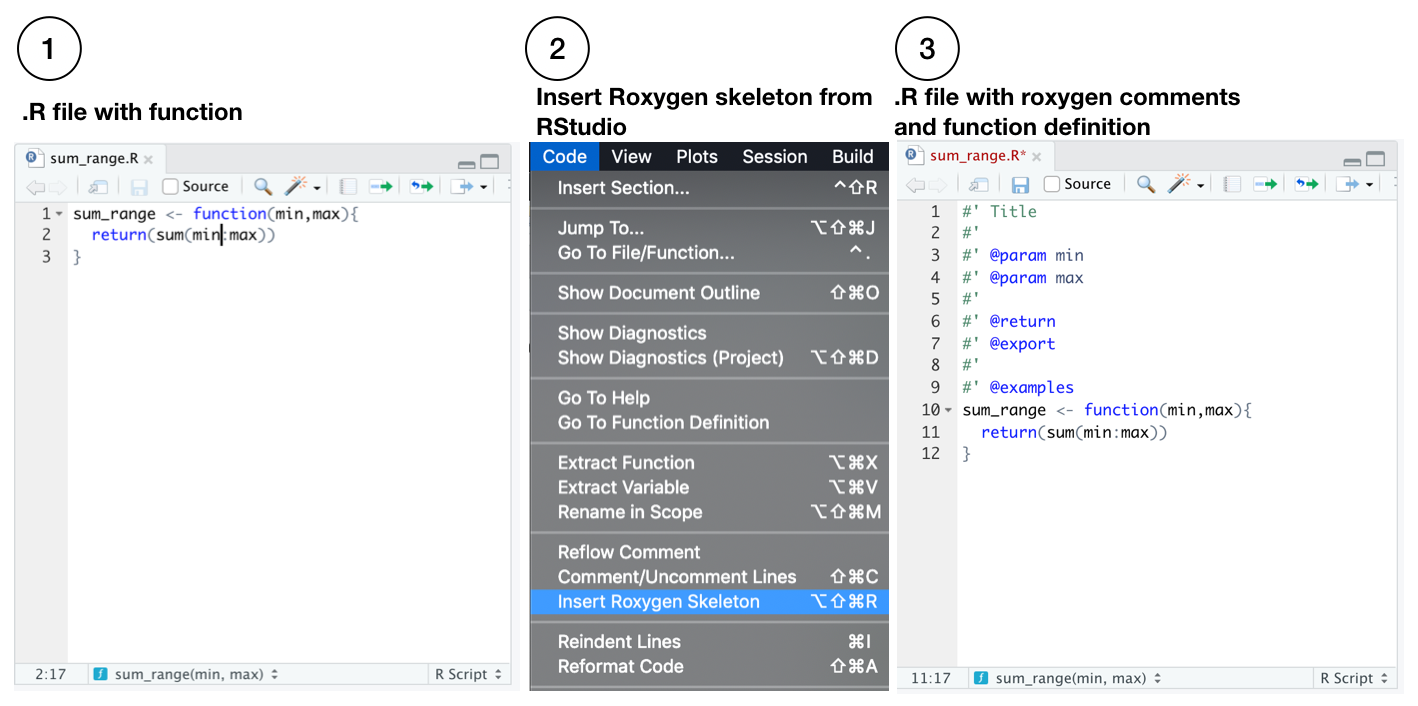 1
.R file with function
sum_range.R
Source
1 sum_range <- function(min,max){
2 return(sum(min:max))
3 }
2:17 sum_range(min, max) R Script
2
Insert Roxygen skeleton from
RStudio
Code View Plots Session Build
Insert Section... ⌃⇧R
Jump To... ⌥⇧⌘J
Go To File/Function... ⌃.
Show Document Outline ⇧⌘O
Show Diagnostics
Show Diagnostics (Project) ⌥⇧⌘D
Go To Help
Go To Function Definition
Extract Function ⌥⌘X
Extract Variable ⌥⌘V
Rename in Scope ⌥⇧⌘M
Reflow Comment
Comment/Uncomment Lines ⇧⌘C
Insert Roxygen Skeleton ⌥⇧⌘R
Reindent Lines ⌘I
Reformat Code ⇧⌘A
3
.R file with roxygen comments
and function definition
sum_range.R*
Source
1 #' Title
2 #'
3 #' @param min
4 #' @param max
5 #'
6 #' @return
7 #' @export
8 #'
9 #' @examples
10 sum_range <- function(min,max){
11 return(sum(min:max))
12 }
11:17 sum_range(min, max) R Script